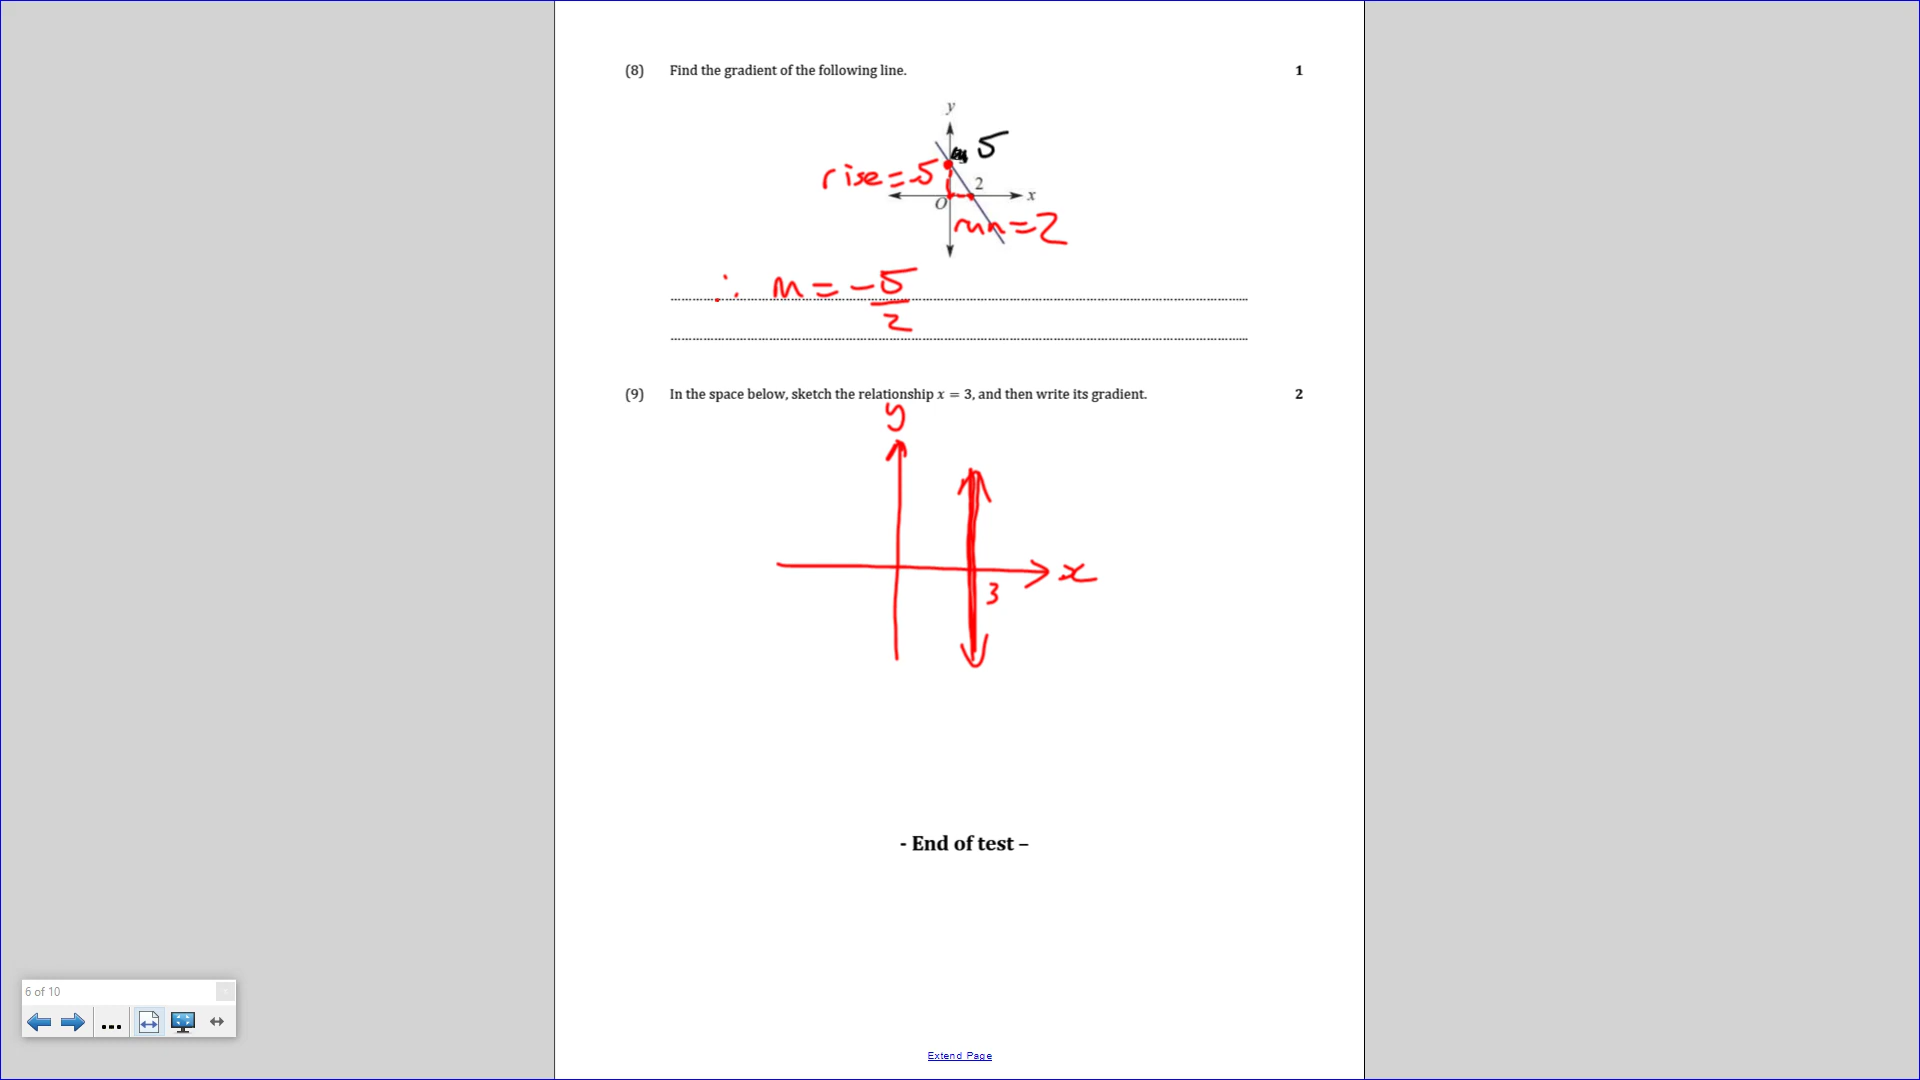 (8) Find the gradient of the following line. 1
y
5
rise = 5
2
x
O
run = 2
∴ m = -5/2
(9) In the space below, sketch the relationship x = 3, and then write its gradient. 2
y
x
3
- End of test –
6 of 10
...
Extend Page